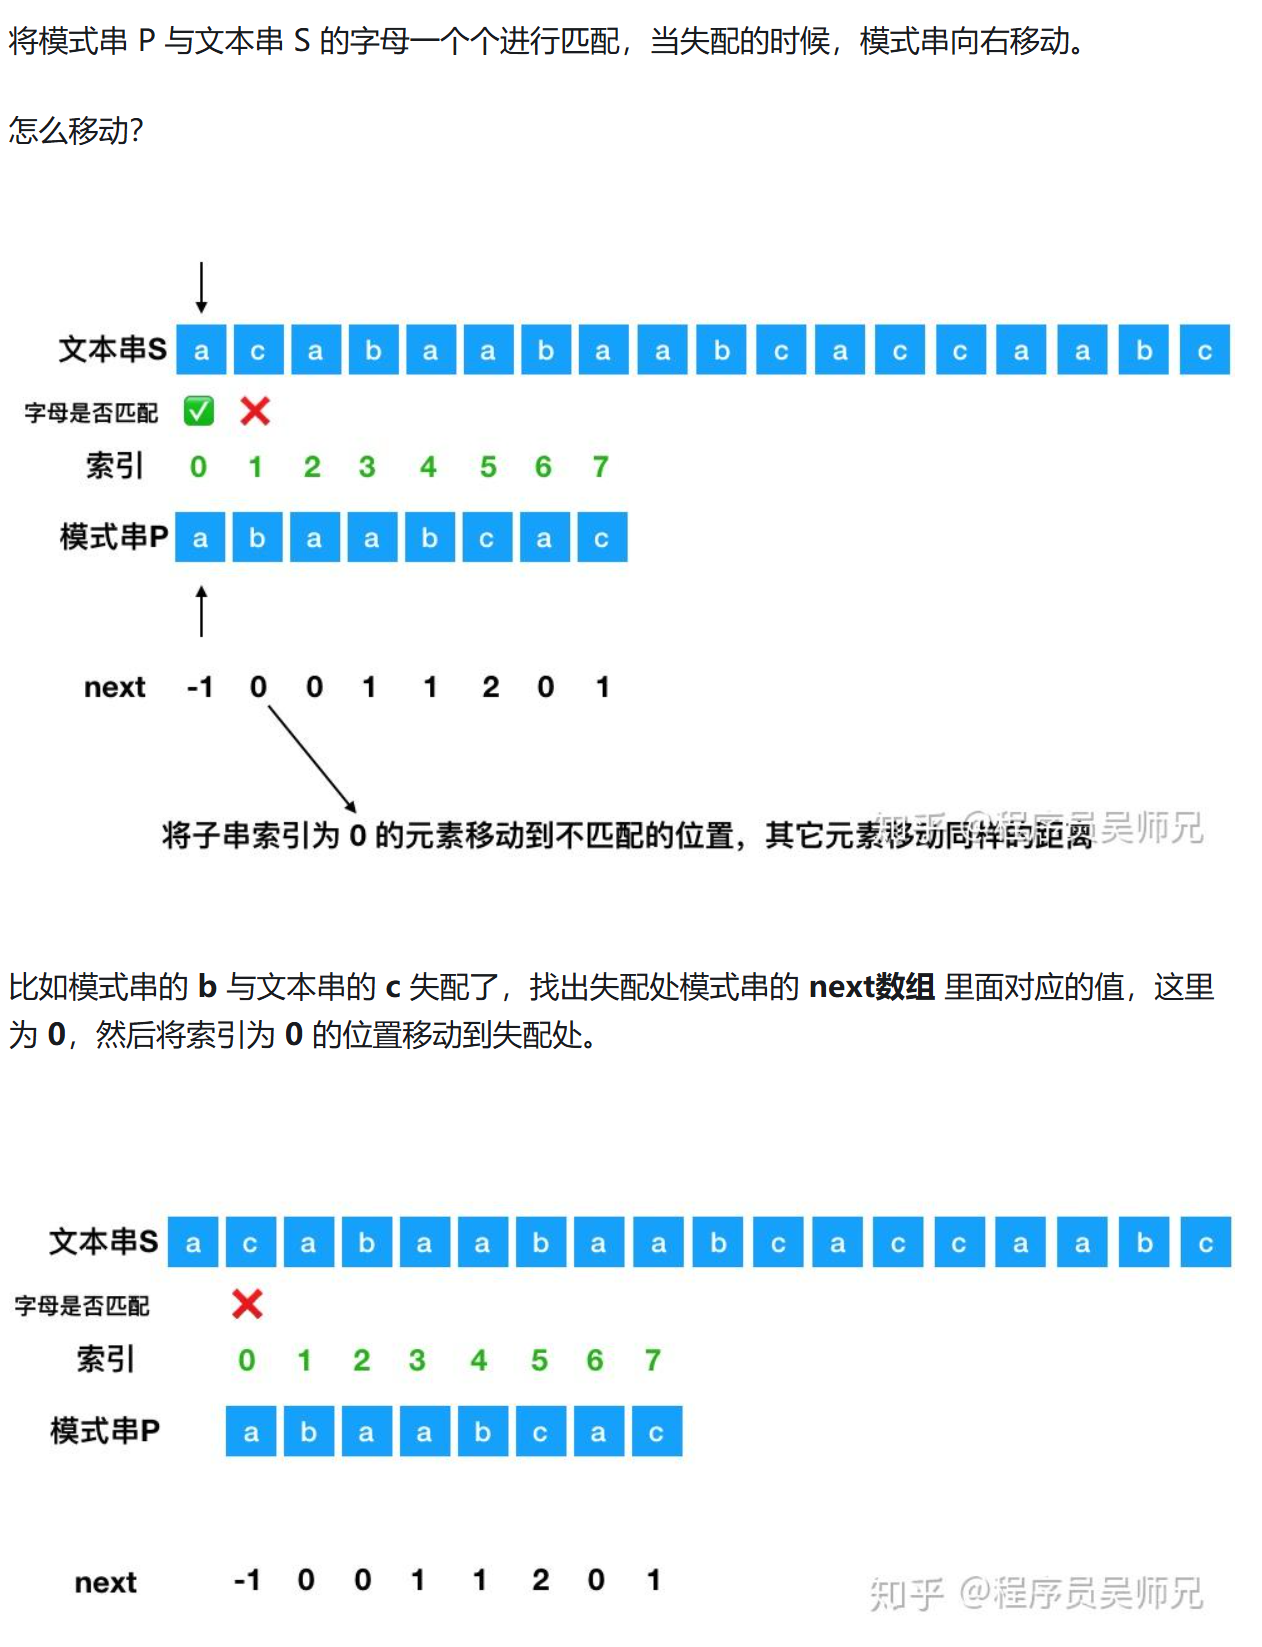 将模式串 P 与文本串 S 的字母一个个进行匹配，当失配的时候，模式串向右移动。
怎么移动？
文本串S a c a b a a b a a b c a c c a a b c
字母是否匹配 ✅ ❌
索引 0 1 2 3 4 5 6 7
模式串P a b a a b c a c
next -1 0 0 1 1 2 0 1
将子串索引为 0 的元素移动到不匹配的位置，其它元素移动同样的距离
知乎 @程序员吴师兄
比如模式串的 b 与文本串的 c 失配了，找出失配处模式串的 next数组 里面对应的值，这里
为 0，然后将索引为 0 的位置移动到失配处。
文本串S a c a b a a b a a b c a c c a a b c
字母是否匹配 ❌
索引 0 1 2 3 4 5 6 7
模式串P a b a a b c a c
next -1 0 0 1 1 2 0 1
知乎 @程序员吴师兄